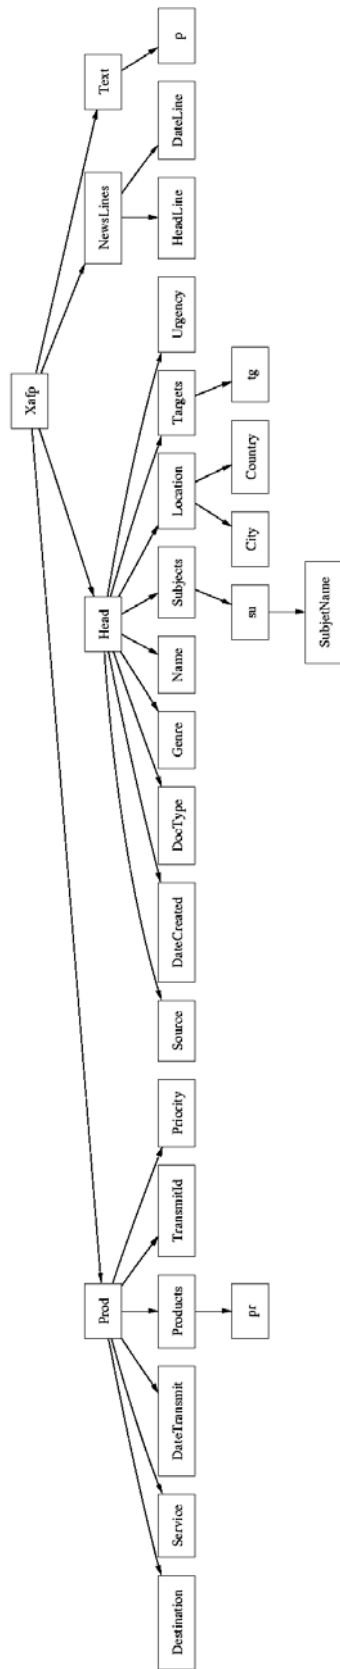 Xafp
Prod
Head
NewsLines
Text
Destination
Service
DateTransmit
Products
TransmitId
Priority
Source
DateCreated
DocType
Genre
Name
Subjects
Location
Targets
Urgency
HeadLine
DateLine
p
pr
su
City
Country
tg
SubjetName